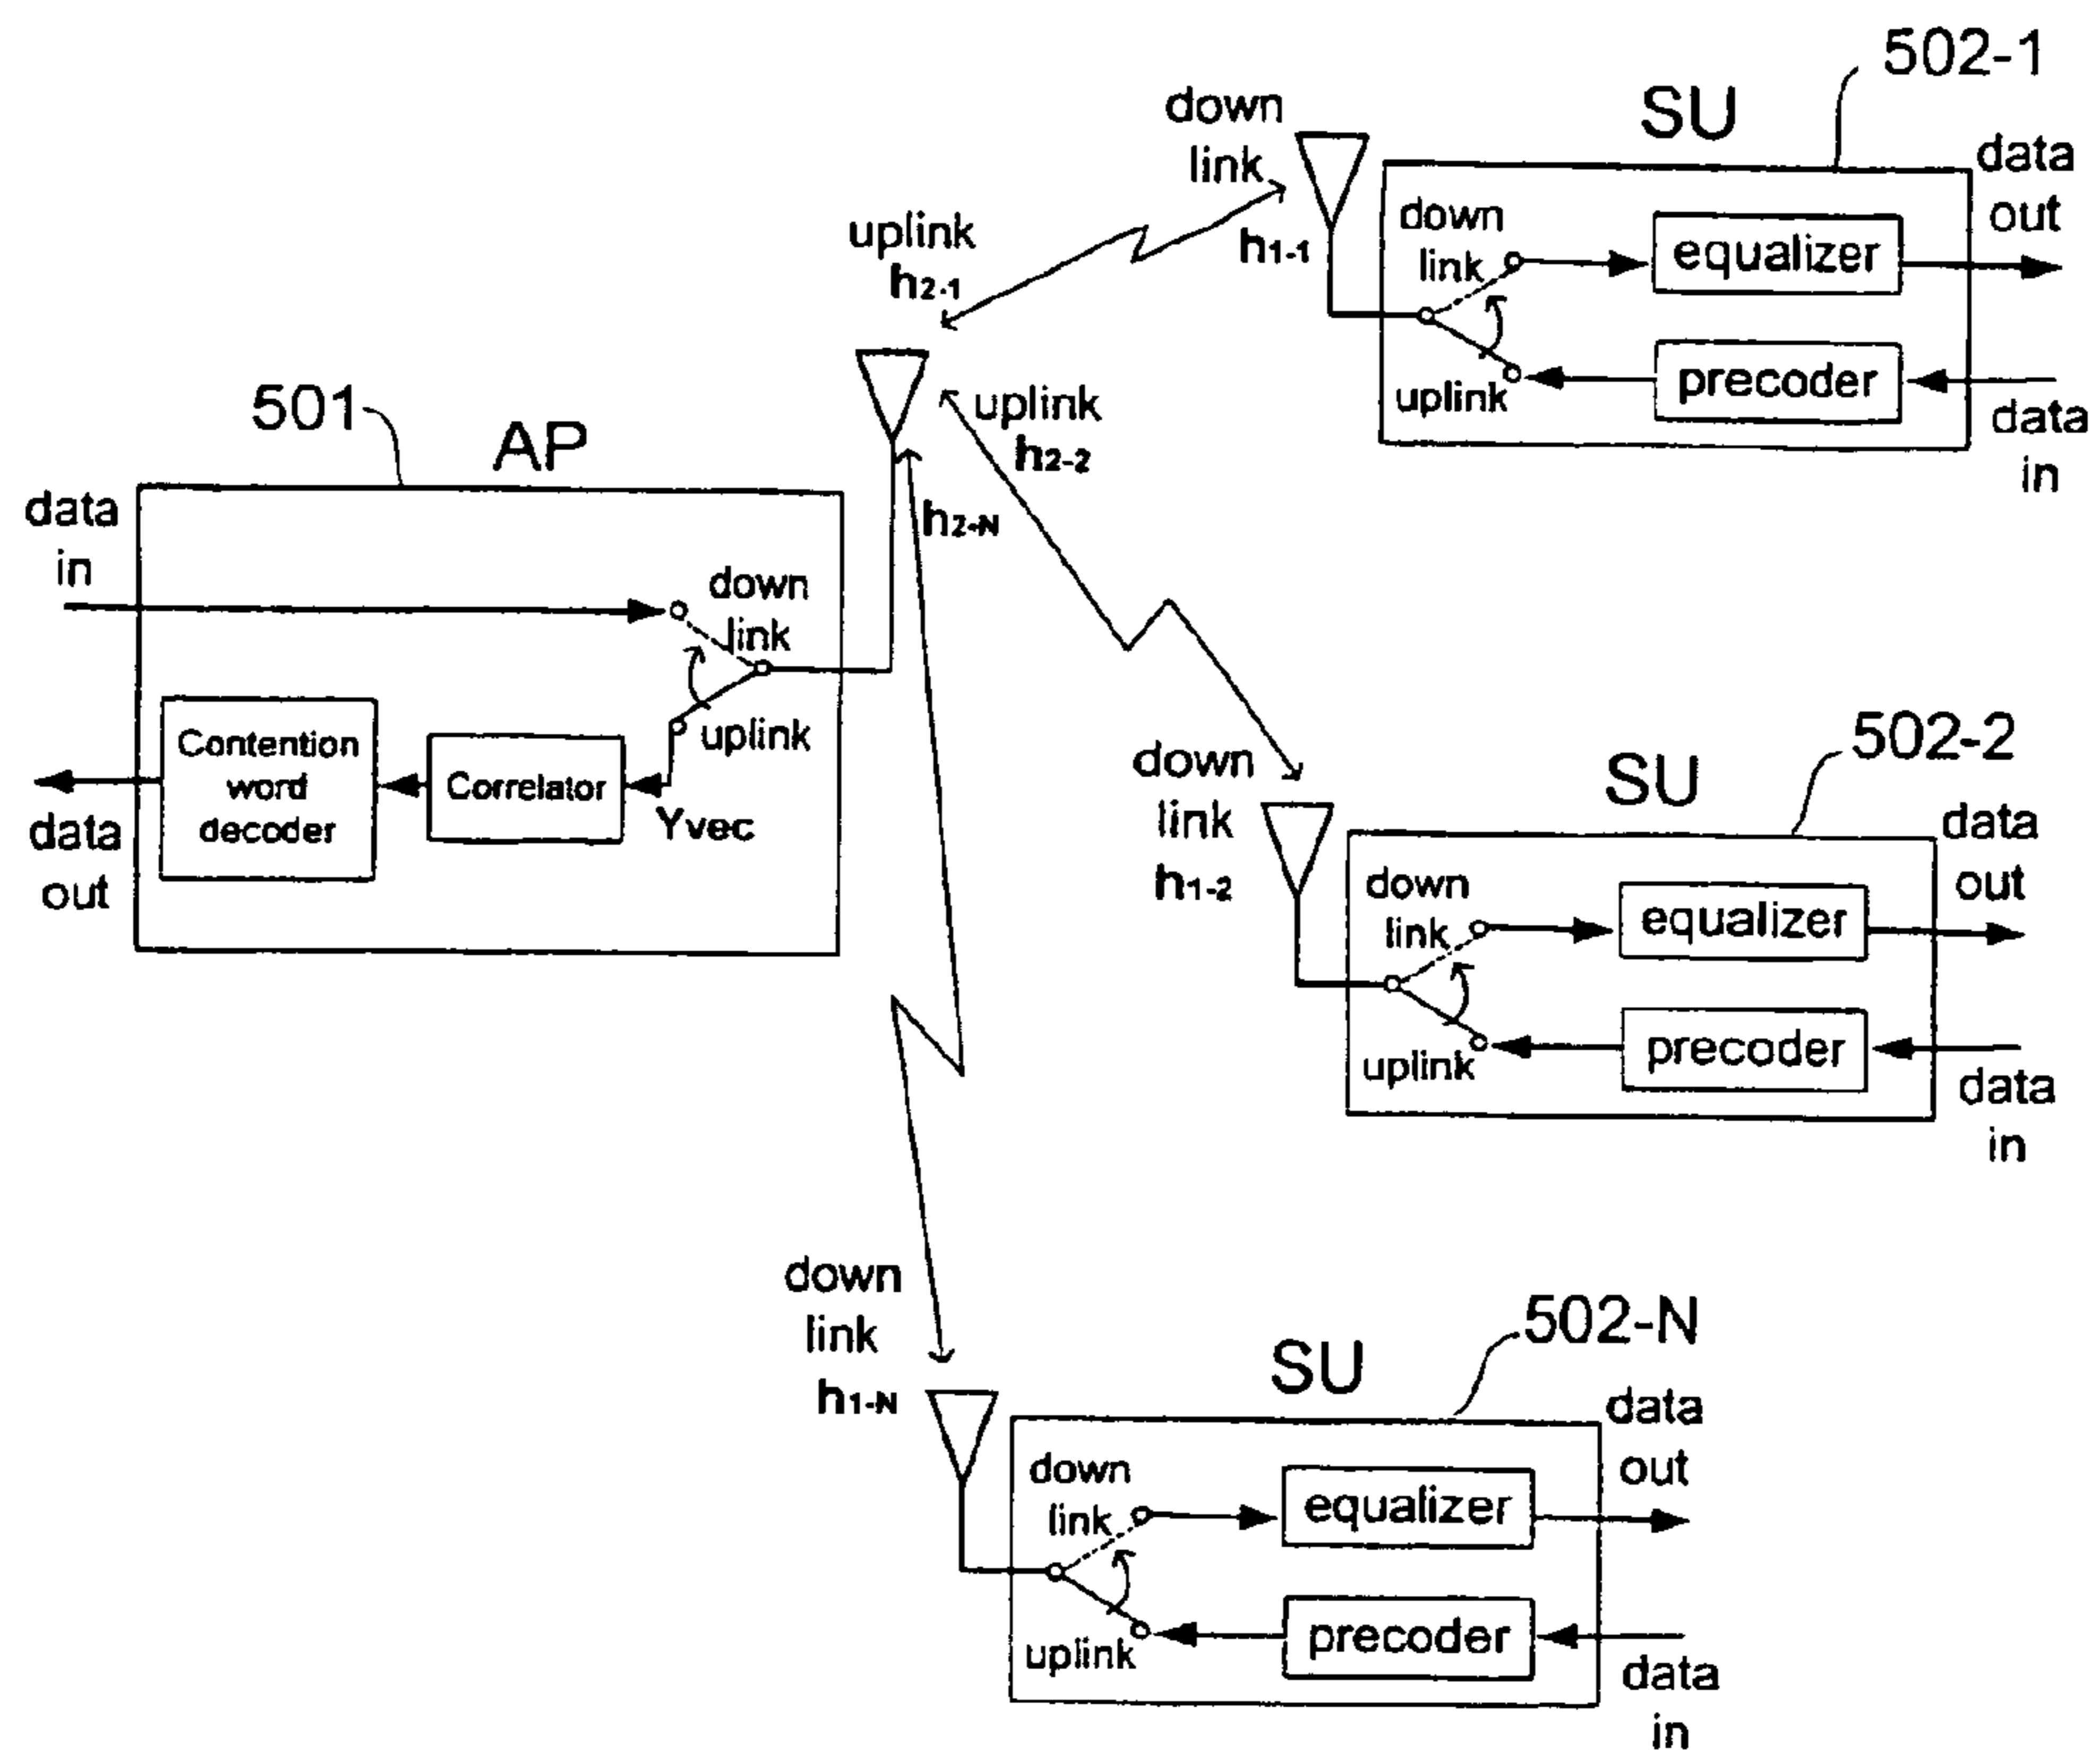 502-1
SU
down
link
h1-1
down
link
uplink
equalizer
precoder
data
out
data
in
uplink
h2-1
uplink
h2-2
h2-N
501
AP
data
in
down
link
uplink
Yvec
Correlator
Contention
word
decoder
data
out
502-2
SU
down
link
h1-2
down
link
uplink
equalizer
precoder
data
out
data
in
502-N
SU
down
link
h1-N
down
link
uplink
equalizer
precoder
data
out
data
in